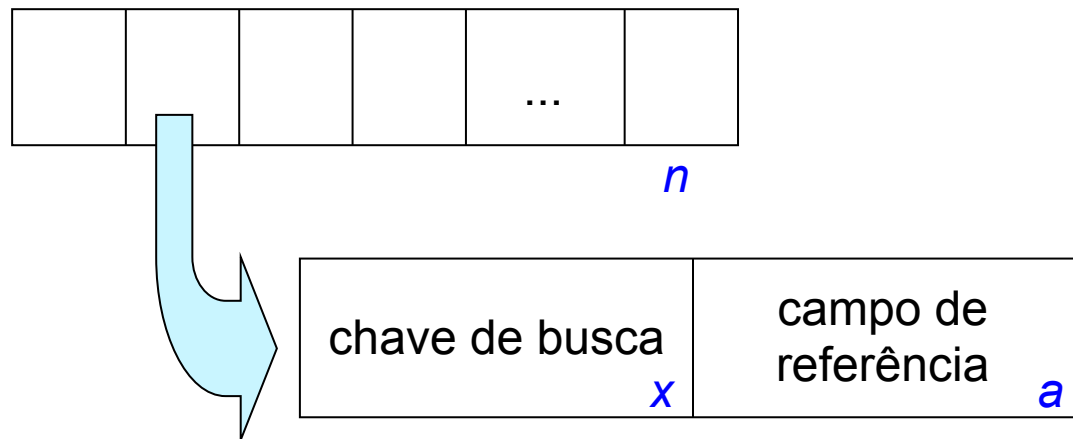 ...
n
chave de busca
x
campo de
referência
a